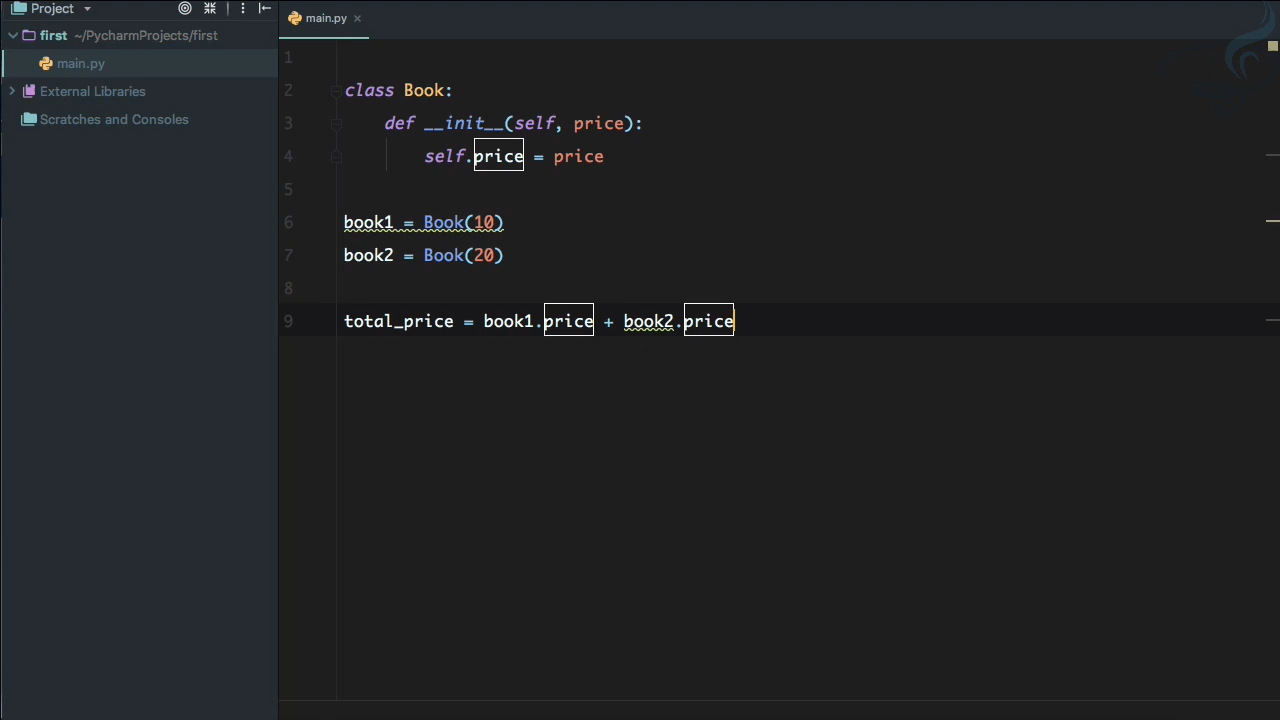 Project
first ~/PycharmProjects/first
main.py
External Libraries
Scratches and Consoles
main.py
1
2 class Book:
3 def __init__(self, price):
4 self.price = price
5
6 book1 = Book(10)
7 book2 = Book(20)
8
9 total_price = book1.price + book2.price